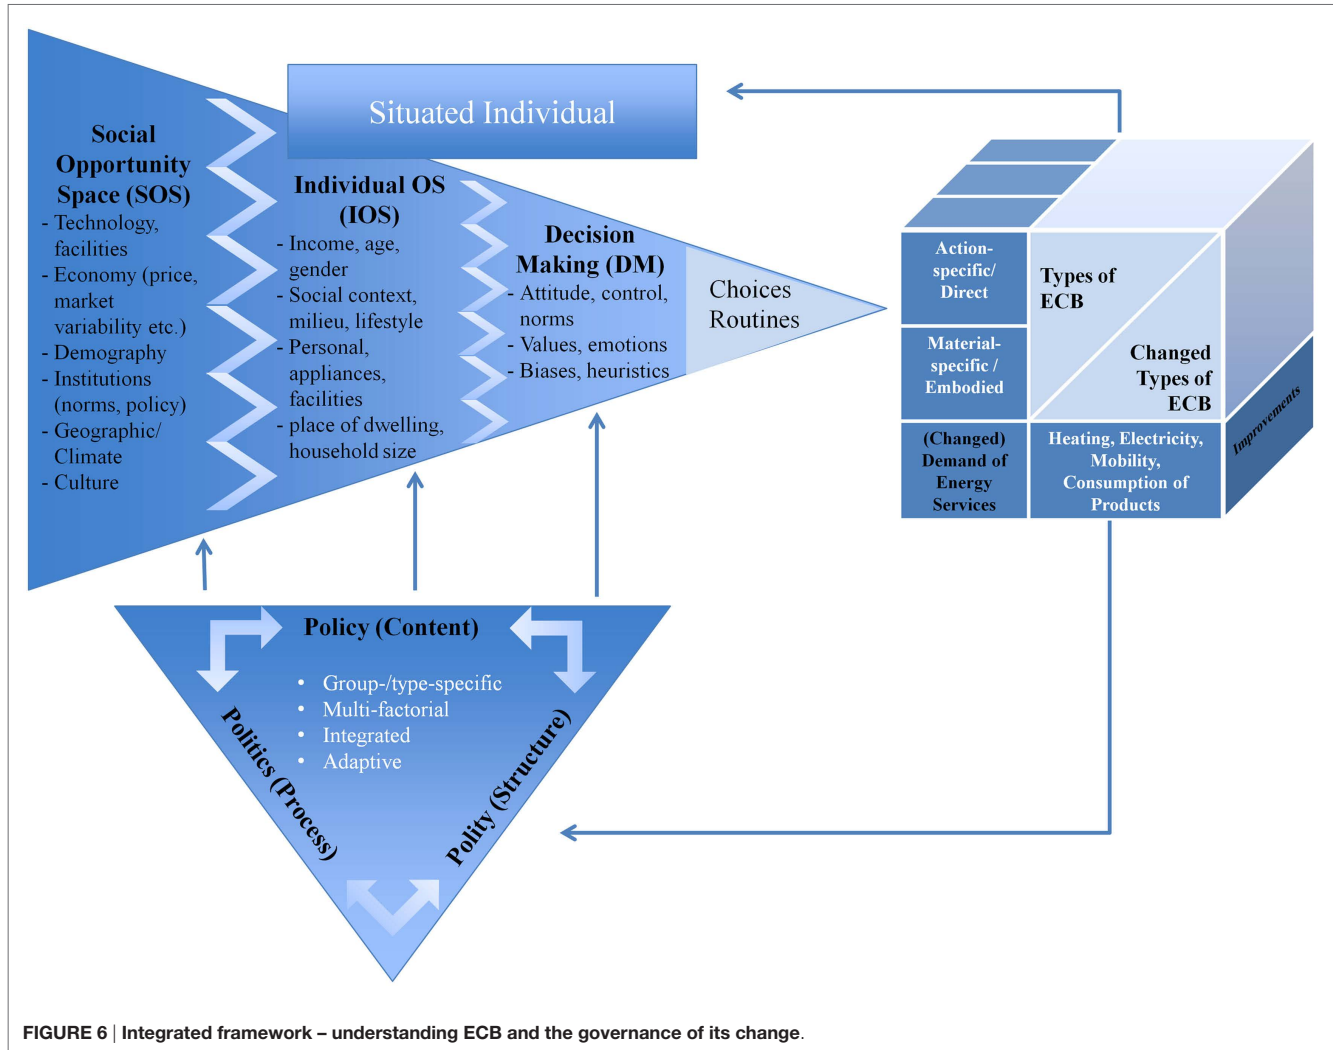 Situated Individual
Social
Opportunity
Space (SOS)
- Technology,
facilities
- Economy (price,
market
variability etc.)
- Demography
- Institutions
(norms, policy)
- Geographic/
Climate
- Culture
Individual OS
(IOS)
- Income, age,
gender
- Social context,
milieu, lifestyle
- Personal,
appliances,
facilities
- place of dwelling,
household size
Decision
Making (DM)
- Attitude, control,
norms
- Values, emotions
- Biases, heuristics
Choices
Routines
Action-
specific/
Direct
Material-
specific /
Embodied
(Changed)
Demand of
Energy
Services
Types of
ECB
Changed
Types of
ECB
Heating, Electricity,
Mobility,
Consumption of
Products
Improvements
Policy (Content)
• Group-/type-specific
• Multi-factorial
• Integrated
• Adaptive
Politics (Process)
Polity (Structure)
FIGURE 6 | Integrated framework – understanding ECB and the governance of its change.